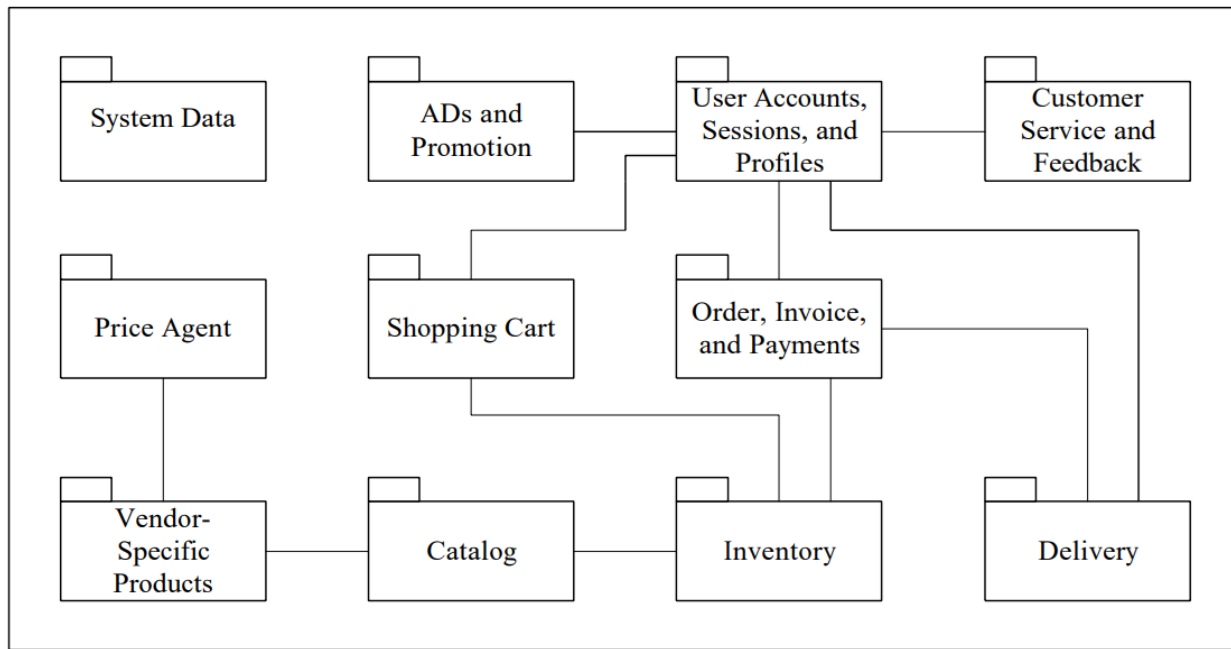 System Data
ADs and
Promotion
User Accounts,
Sessions, and
Profiles
Customer
Service and
Feedback
Price Agent
Shopping Cart
Order, Invoice,
and Payments
Vendor-
Specific
Products
Catalog
Inventory
Delivery